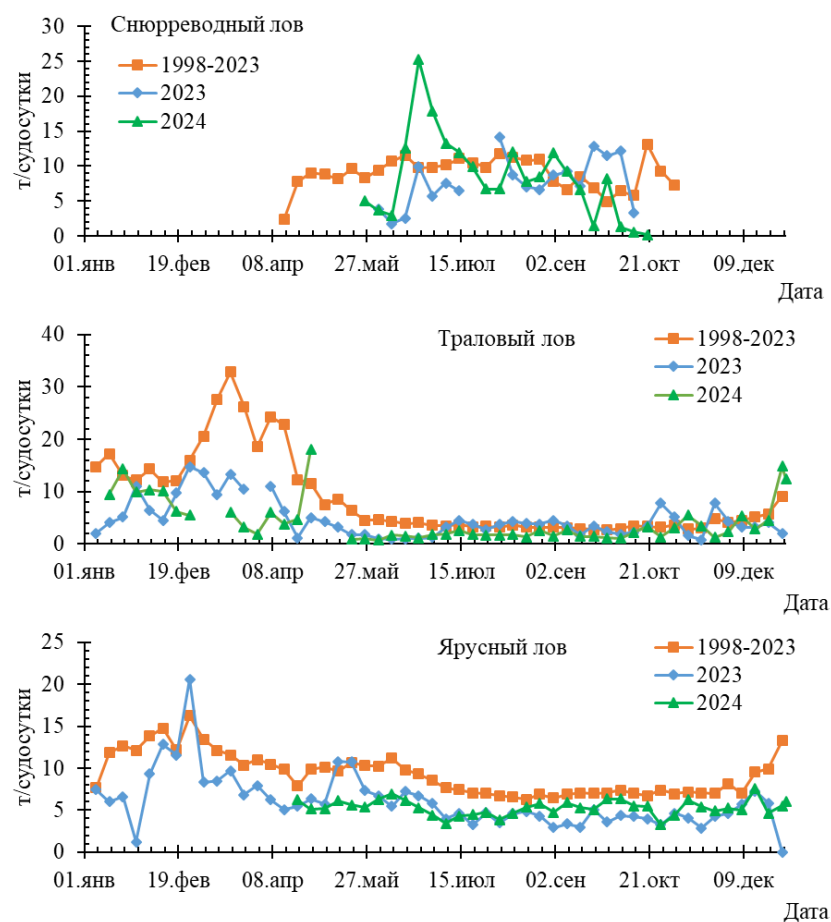 Снюрреводный лов
1998-2023
2023
2024
т/судосутки
30
25
20
15
10
5
0
01.янв 19.фев 08.апр 27.май 15.июл 02.сен 21.окт 09.дек
Дата
Траловый лов
1998-2023
2023
2024
т/судосутки
40
30
20
10
0
01.янв 19.фев 08.апр 27.май 15.июл 02.сен 21.окт 09.дек
Дата
Ярусный лов
1998-2023
2023
2024
т/судосутки
25
20
15
10
5
0
01.янв 19.фев 08.апр 27.май 15.июл 02.сен 21.окт 09.дек
Дата